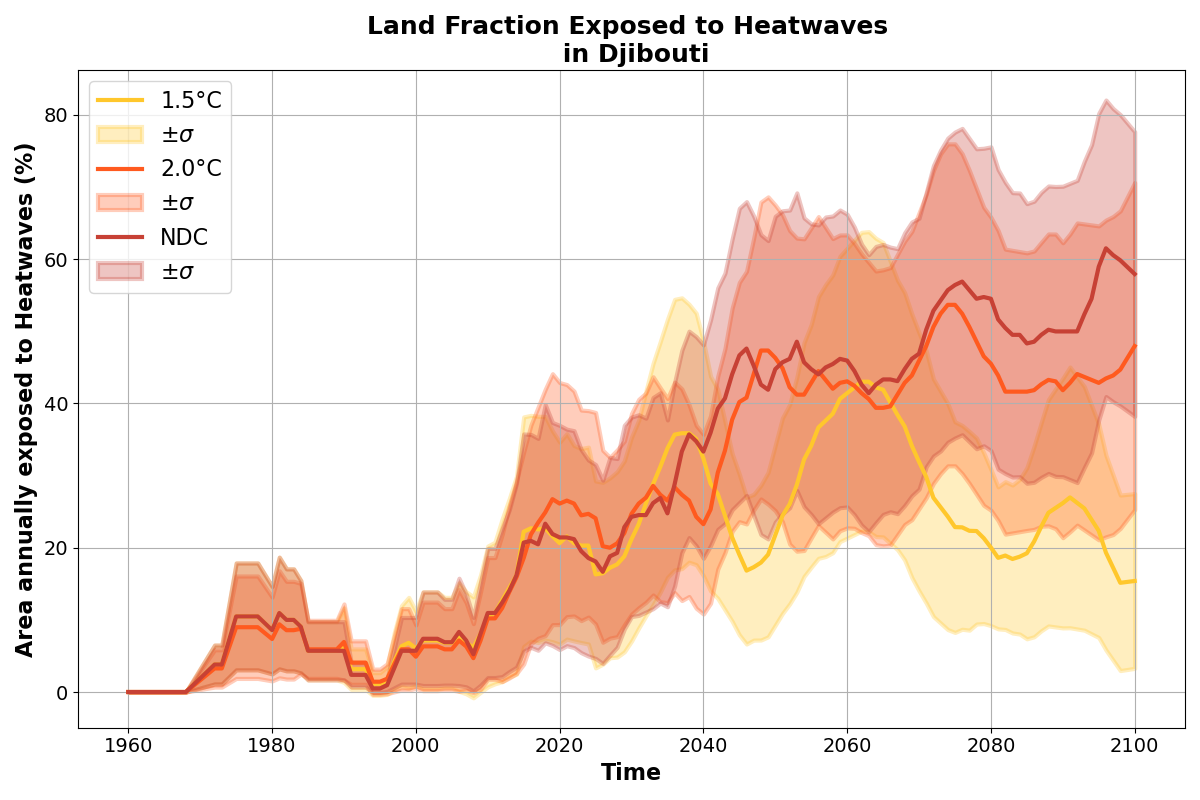 Land Fraction Exposed to Heatwaves
in Djibouti
1.5°C
±σ
2.0°C
±σ
NDC
±σ
Area annually exposed to Heatwaves (%)
80
60
40
20
0
1960 1980 2000 2020 2040 2060 2080 2100
Time